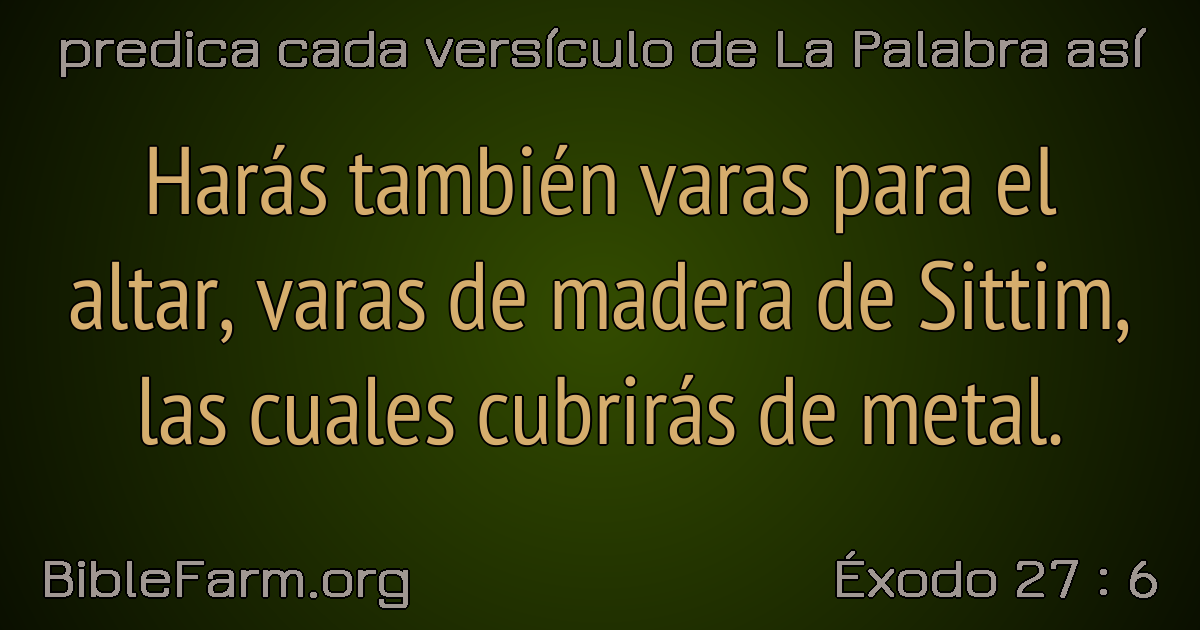 predica cada versículo de La Palabra así
Harás también varas para el
altar, varas de madera de Sittim,
las cuales cubrirás de metal.
BibleFarm.org
Éxodo 27 : 6